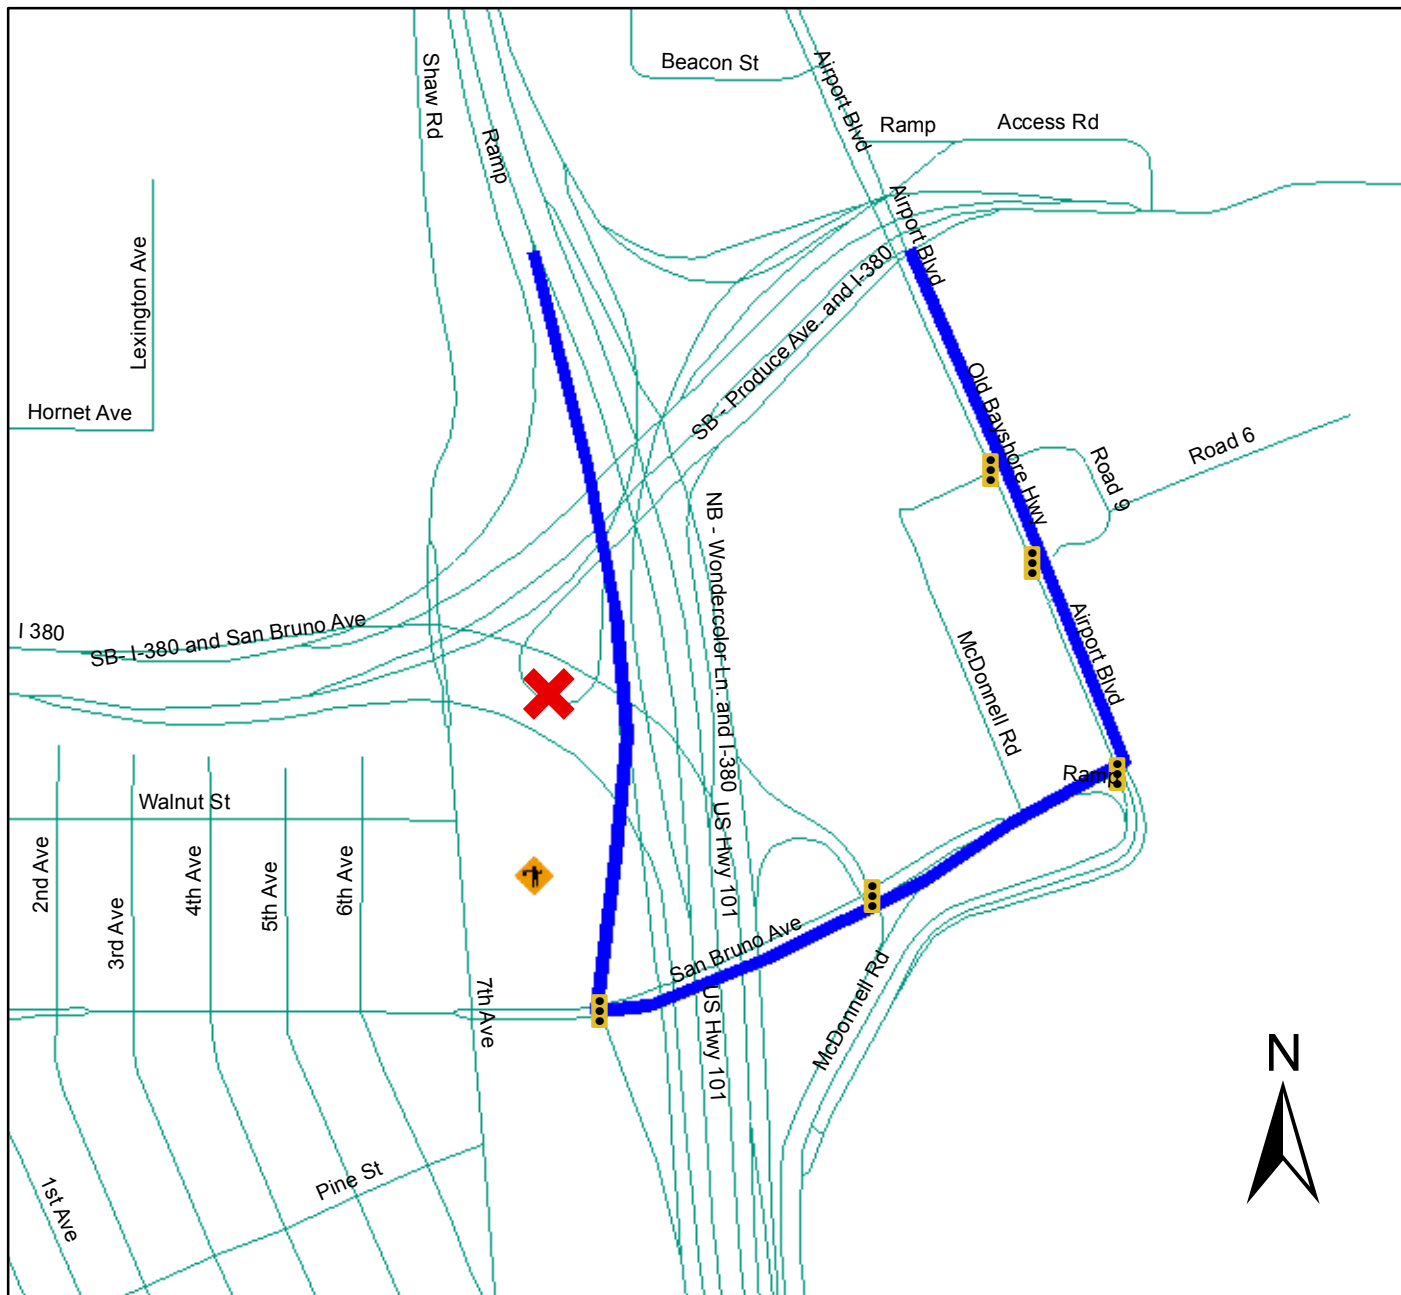 Beacon St
Shaw Rd
Ramp
Airport Blvd
Ramp
Access Rd
Airport Blvd
Lexington Ave
Hornet Ave
SB - Produce Ave. and I-380
Old Bayshore Hwy
Road 9
Road 6
NB - Wondercolor Ln. and I-380
I 380
SB- I-380 and San Bruno Ave
McDonnell Rd
Airport Blvd
Ramp
Walnut St
2nd Ave
3rd Ave
4th Ave
5th Ave
6th Ave
US Hwy 101
San Bruno Ave
7th Ave
US Hwy 101
McDonnell Rd
N
1st Ave
Pine St